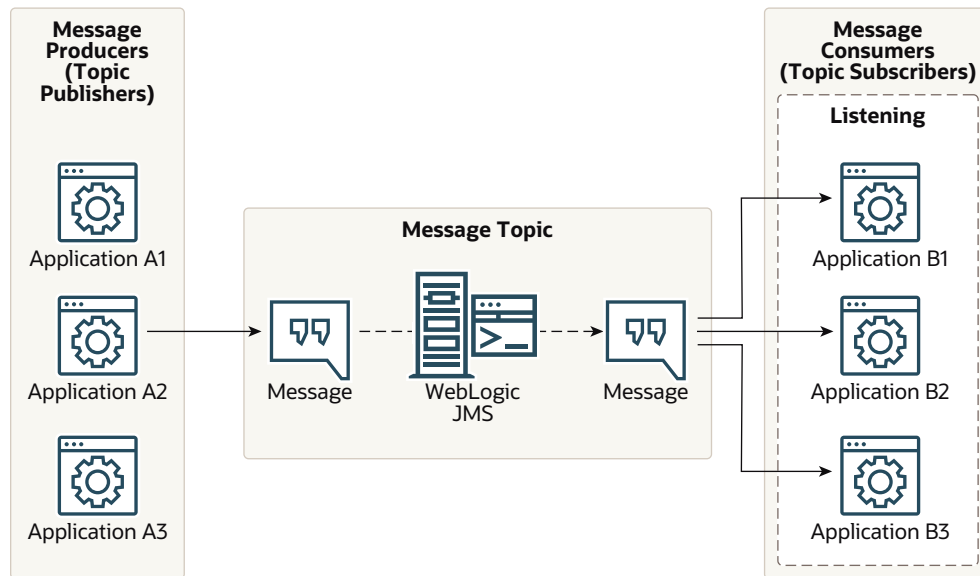 Message
Producers
(Topic
Publishers)
Application A1
Application A2
Application A3
Message Topic
Message
WebLogic
JMS
Message
Message
Consumers
(Topic Subscribers)
Listening
Application B1
Application B2
Application B3